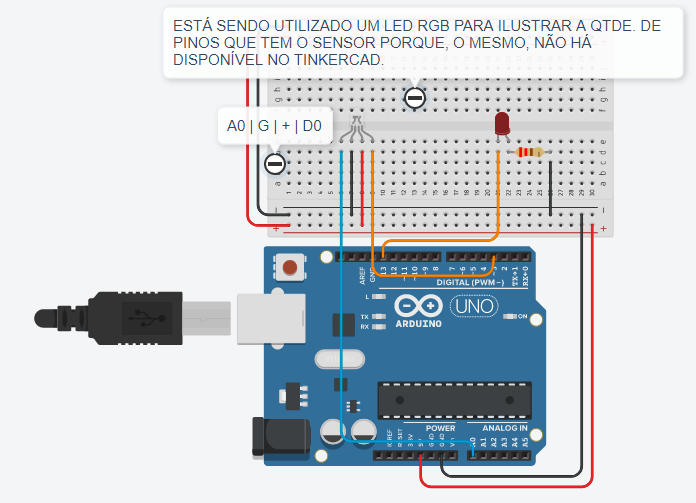 ESTÁ SENDO UTILIZADO UM LED RGB PARA ILUSTRAR A QTDE. DE
PINOS QUE TEM O SENSOR PORQUE, O MESMO, NÃO HÁ
DISPONÍVEL NO TINKERCAD.
A0 | G | + | D0
AREF
GND
13
12
~11
~10
~9
8
7
~6
~5
4
~3
2
TX→1
RX←0
DIGITAL (PWM~)
L
TX
RX
ARDUINO
UNO
ON
POWER
ANALOG IN
IOREF
RESET
3.3V
5V
GND
GND
A0
A1
A2
A3
A4
A5